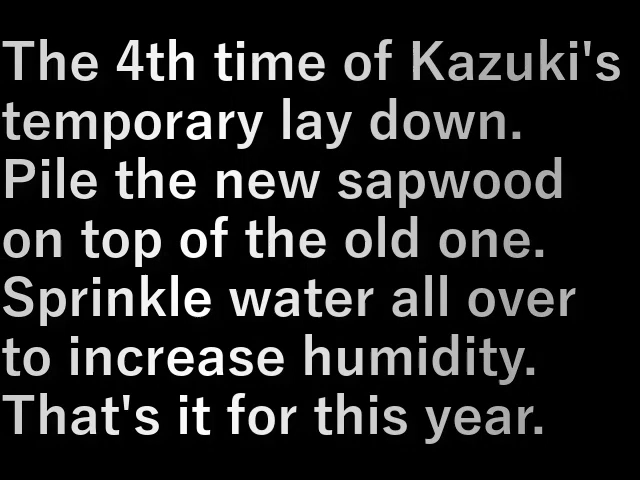 The 4th time of Kazuki's
temporary lay down.
Pile the new sapwood
on top of the old one.
Sprinkle water all over
to increase humidity.
That's it for this year.